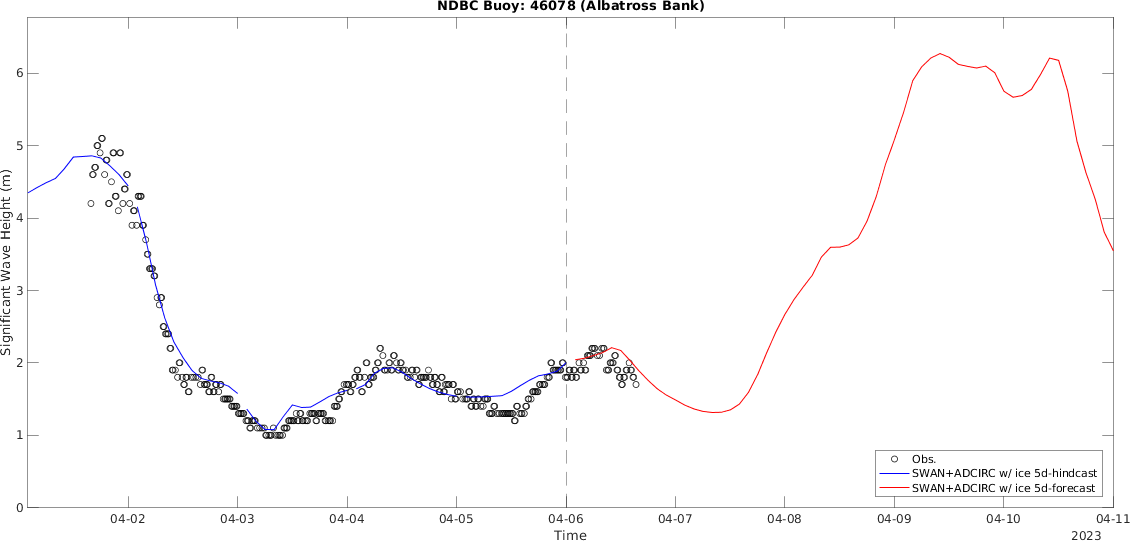 NDBC Buoy: 46078 (Albatross Bank)
Significant Wave Height (m)
6
5
4
3
2
1
0
04-02 04-03 04-04 04-05 04-06 04-07 04-08 04-09 04-10 04-11
Time
2023
Obs.
SWAN+ADCIRC w/ ice 5d-hindcast
SWAN+ADCIRC w/ ice 5d-forecast